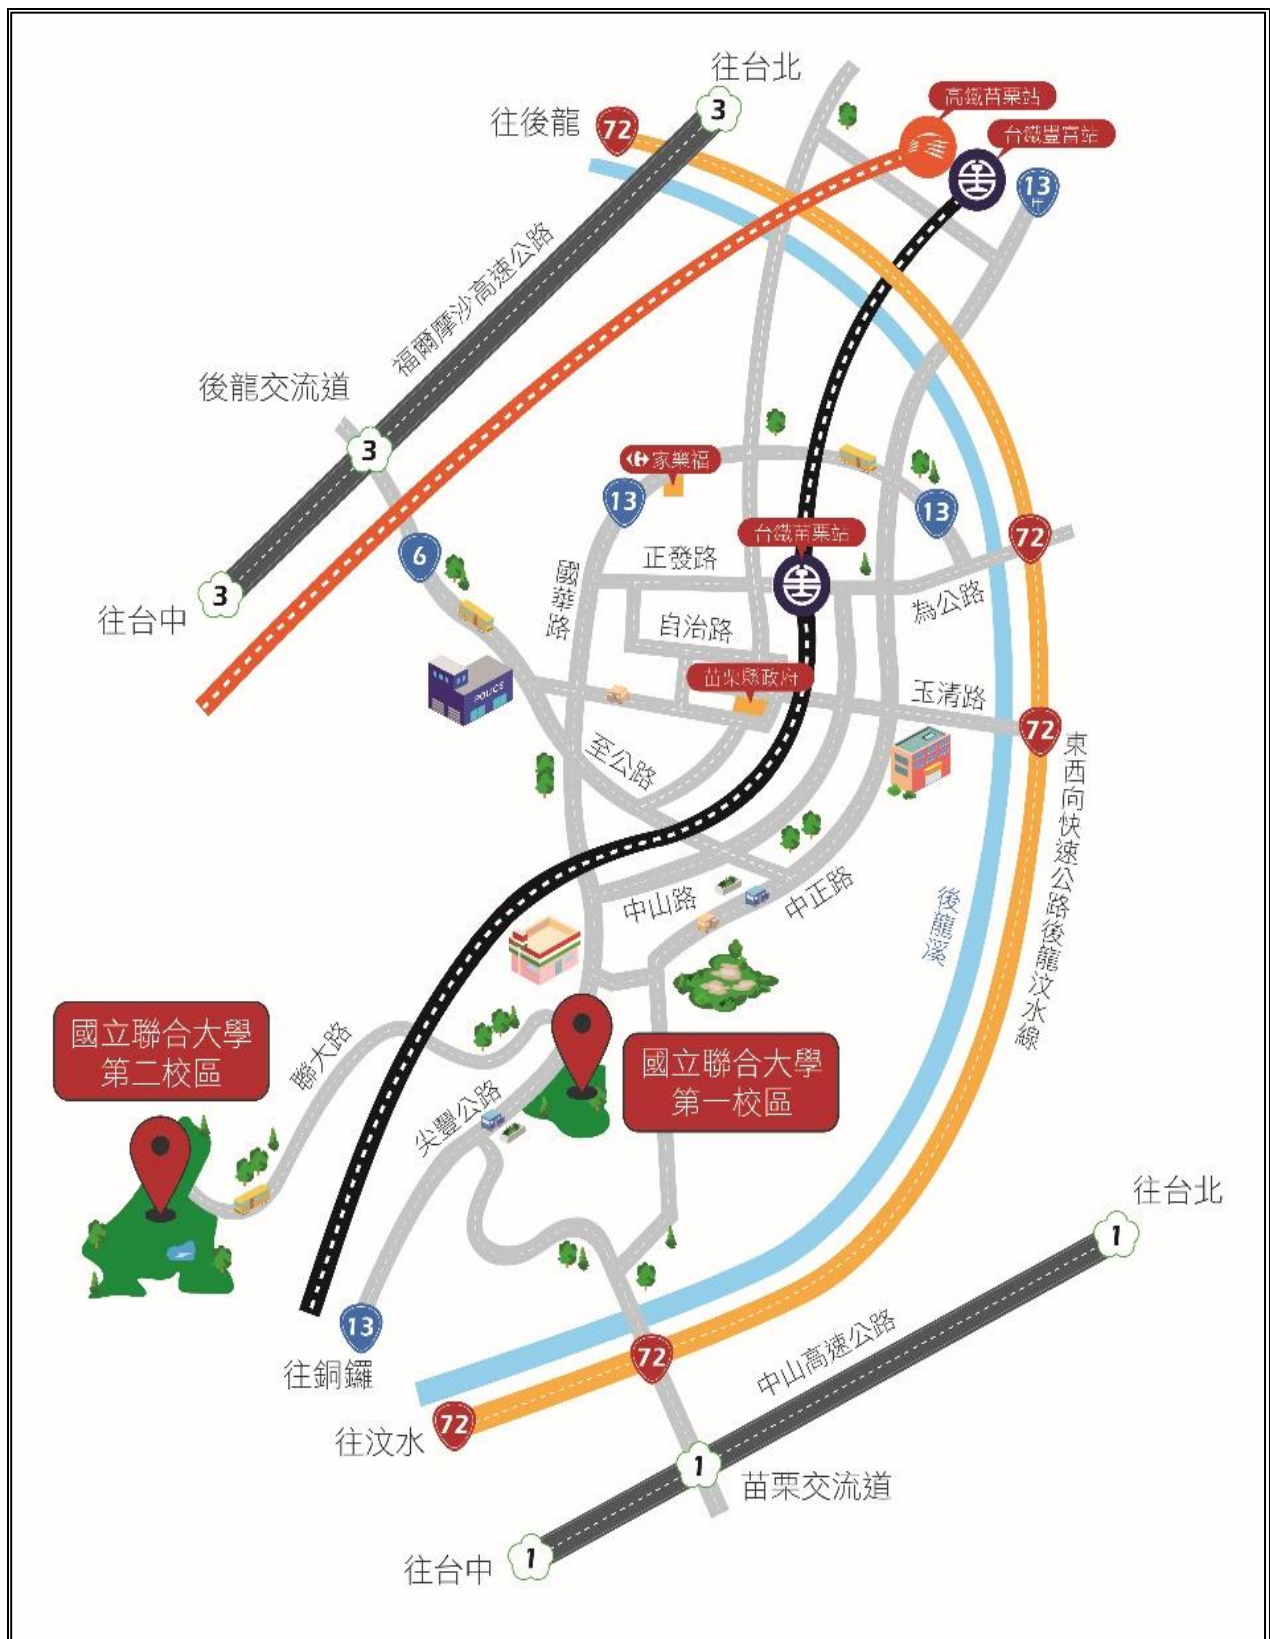 往台北
3
往後龍
72
高鐵苗栗站
台鐵豐富站
13
甲
福爾摩沙高速公路
後龍交流道
3
家樂福
13
13
台鐵苗栗站
72
6
國華路
正發路
為公路
3
往台中
自治路
POLICE
苗栗縣政府
玉清路
72
東西向快速公路後龍汶水線
至公路
中山路
中正路
後龍溪
國立聯合大學
第二校區
聯大路
國立聯合大學
第一校區
尖豐公路
往台北
1
13
往銅鑼
72
中山高速公路
72
往汶水
1
苗栗交流道
1
往台中